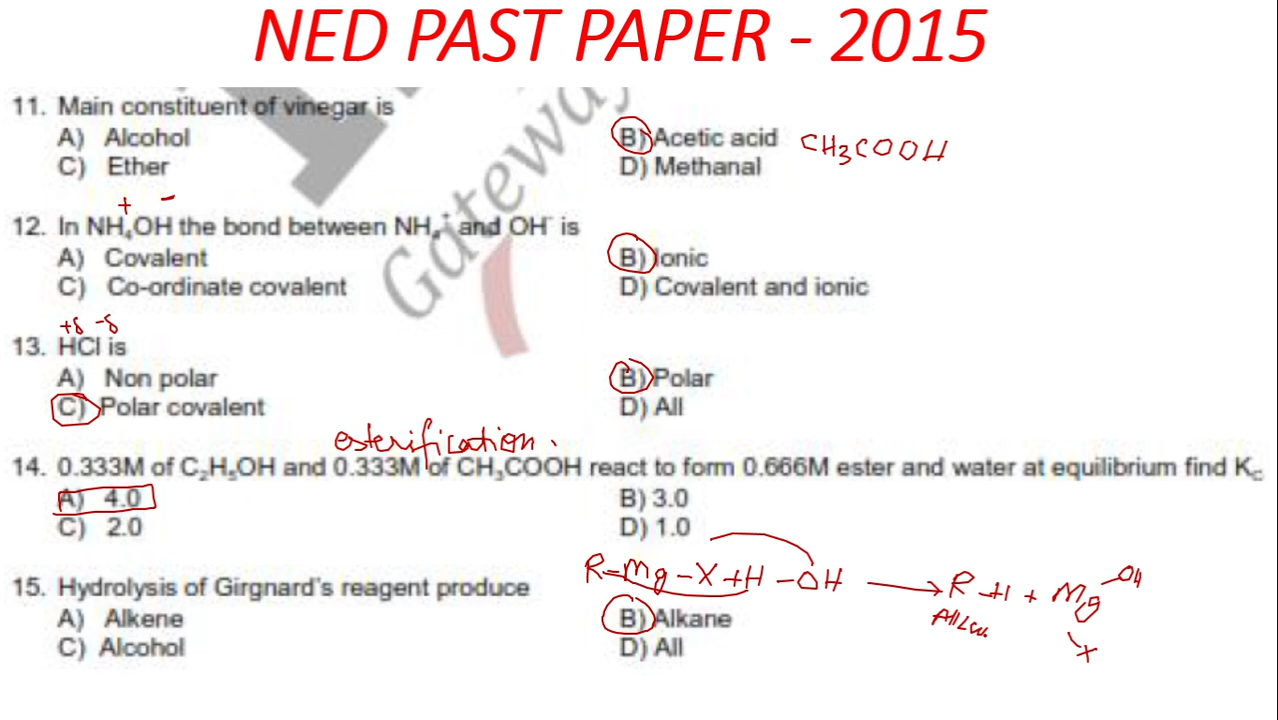 NED PAST PAPER - 2015
11. Main constituent of vinegar is
A) Alcohol
B) Acetic acid CH3COOH
C) Ether
D) Methanal
+ -
12. In NH4OH the bond between NH4+ and OH- is
A) Covalent
B) Ionic
C) Co-ordinate covalent
D) Covalent and ionic
+δ -δ
13. HCl is
A) Non polar
B) Polar
C) Polar covalent
D) All
esterification.
14. 0.333M of C2H5OH and 0.333M of CH3COOH react to form 0.666M ester and water at equilibrium find Kc
A) 4.0
B) 3.0
C) 2.0
D) 1.0
R-Mg-X+H-OH → R-H + Mg
OH
X
15. Hydrolysis of Girgnard's reagent produce
A) Alkene
B) Alkane
C) Alcohol
D) All
Gateway